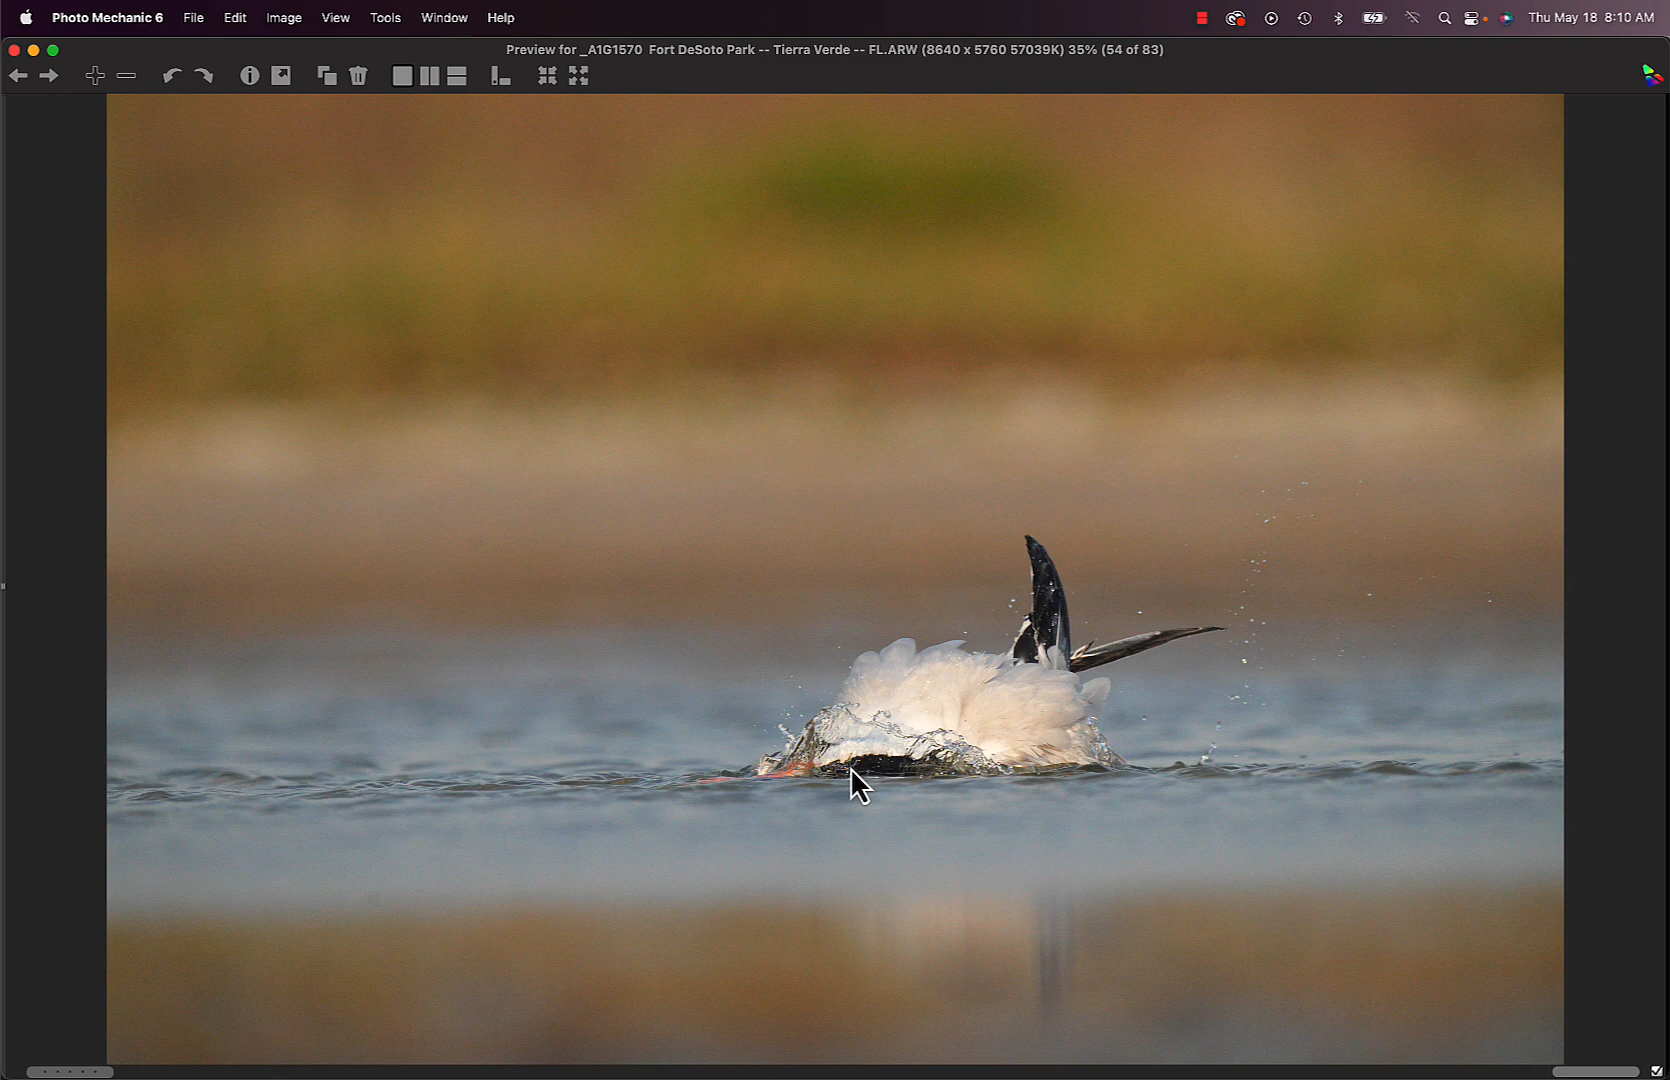 Photo Mechanic 6 File Edit Image View Tools Window Help Thu May 18 8:10 AM
Preview for _A1G1570 Fort DeSoto Park -- Tierra Verde -- FL.ARW (8640 x 5760 57039K) 35% (54 of 83)